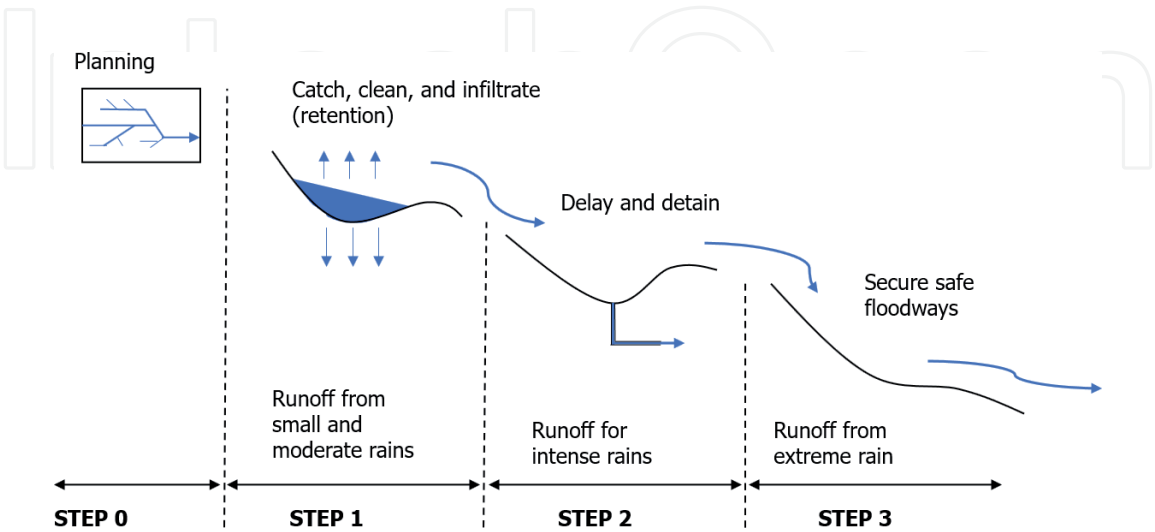 Planning
Catch, clean, and infiltrate
(retention)
Delay and detain
Secure safe
floodways
Runoff from
small and
moderate rains
Runoff for
intense rains
Runoff from
extreme rain
STEP 0
STEP 1
STEP 2
STEP 3